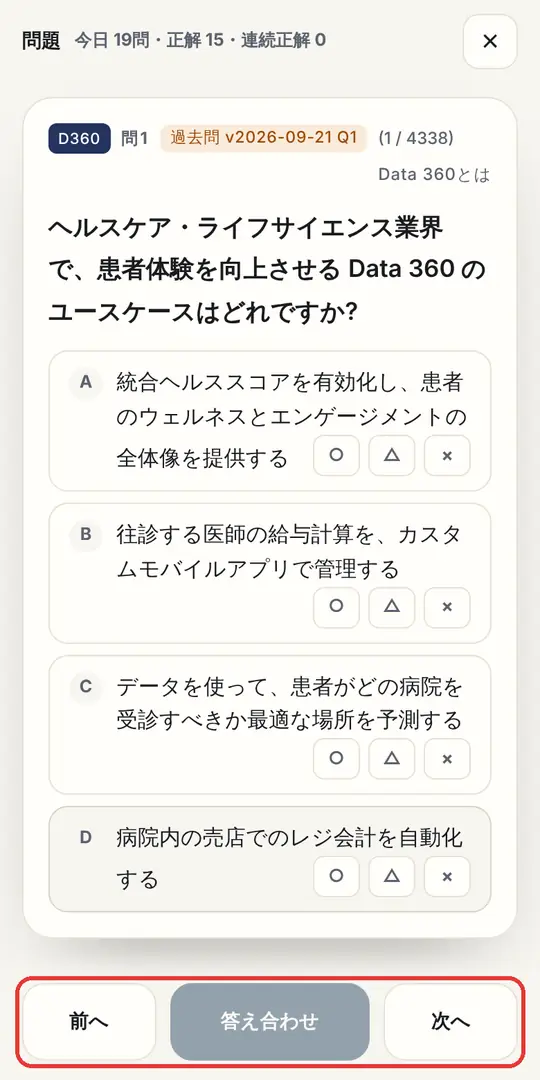 問題 今日 19問・正解 15・連続正解 0 ×
D360 問1 過去問 v2026-09-21 Q1 (1 / 4338)
Data 360とは
ヘルスケア・ライフサイエンス業界
で、患者体験を向上させる Data 360 の
ユースケースはどれですか?
A 統合ヘルススコアを有効化し、患者
のウェルネスとエンゲージメントの
全体像を提供する ○ △ ×
B 往診する医師の給与計算を、カスタ
ムモバイルアプリで管理する
○ △ ×
C データを使って、患者がどの病院を
受診すべきか最適な場所を予測する
○ △ ×
D 病院内の売店でのレジ会計を自動化
する ○ △ ×
前へ 答え合わせ 次へ